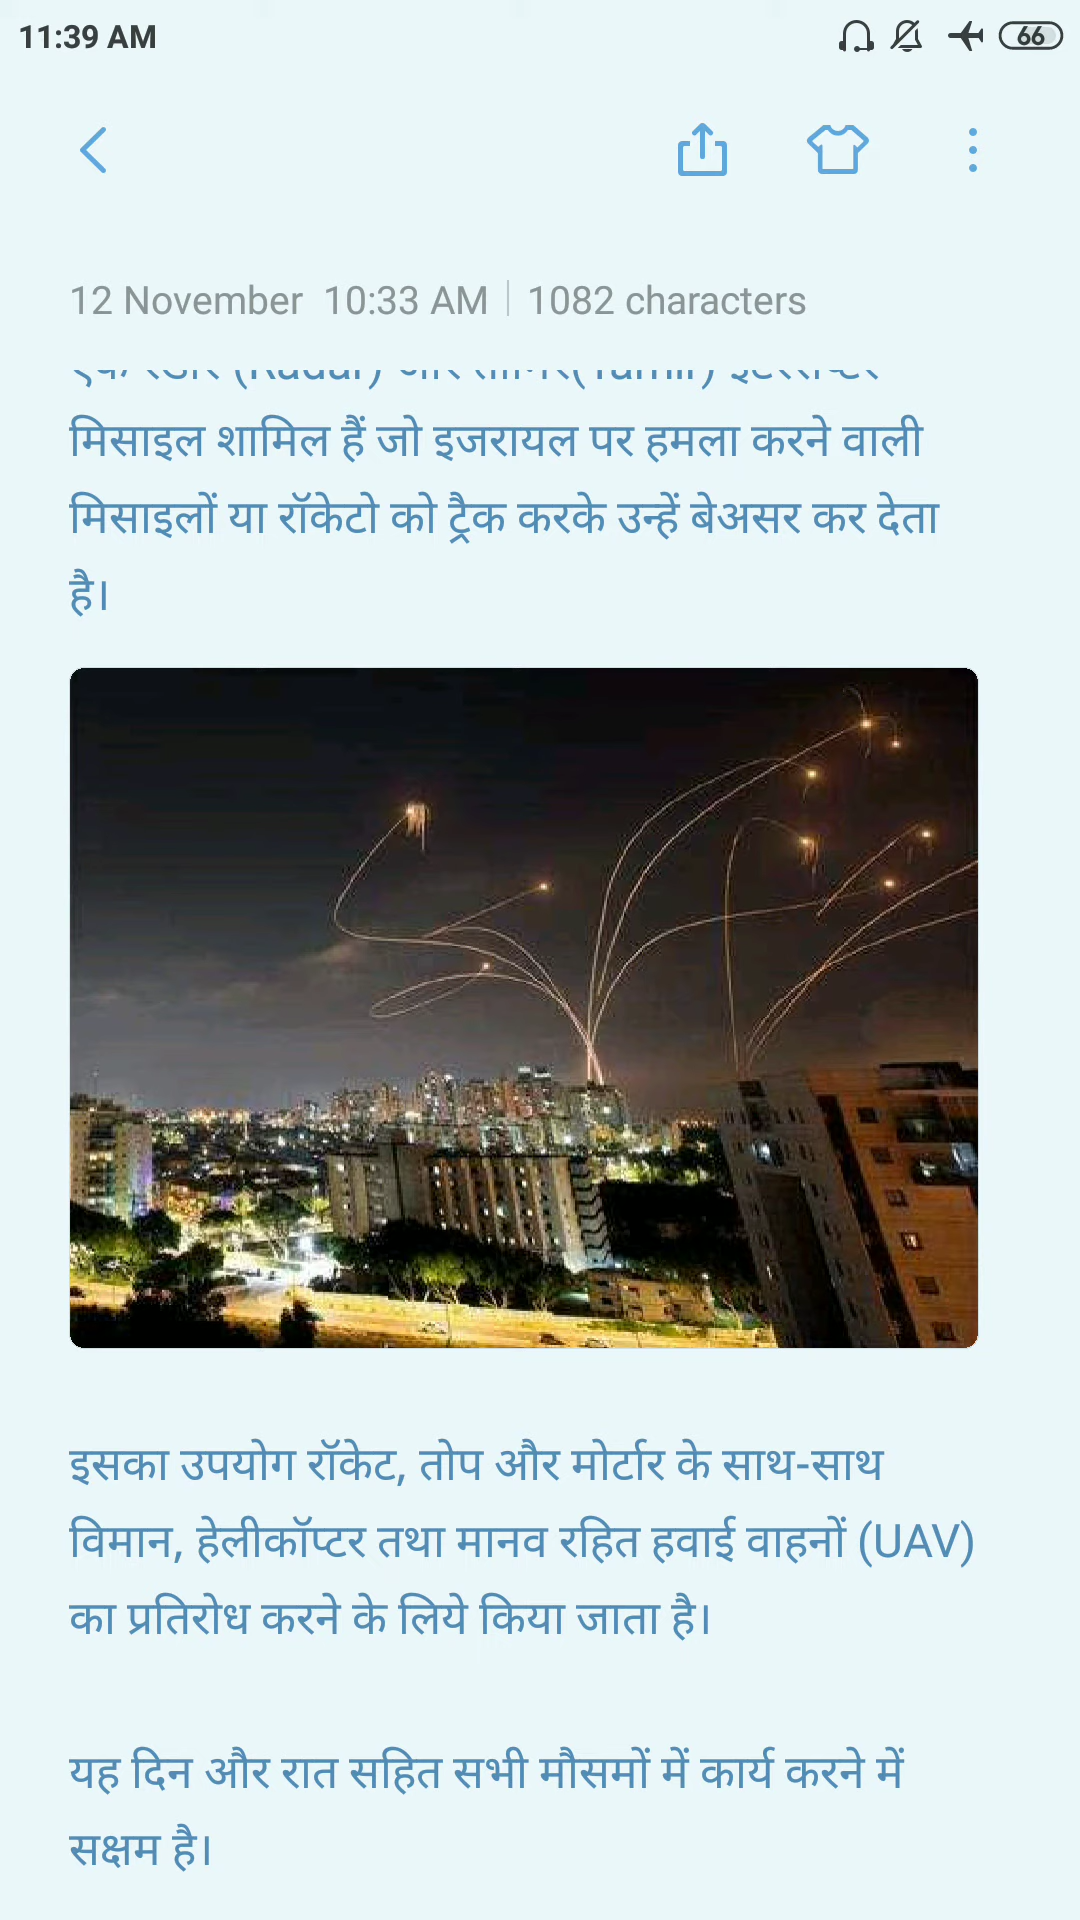 11:39 AM
66
12 November 10:33 AM | 1082 characters
मिसाइल शामिल हैं जो इजरायल पर हमला करने वाली
मिसाइलों या रॉकेटो को ट्रैक करके उन्हें बेअसर कर देता
है।
इसका उपयोग रॉकेट, तोप और मोर्टार के साथ-साथ
विमान, हेलीकॉप्टर तथा मानव रहित हवाई वाहनों (UAV)
का प्रतिरोध करने के लिये किया जाता है।
यह दिन और रात सहित सभी मौसमों में कार्य करने में
सक्षम है।